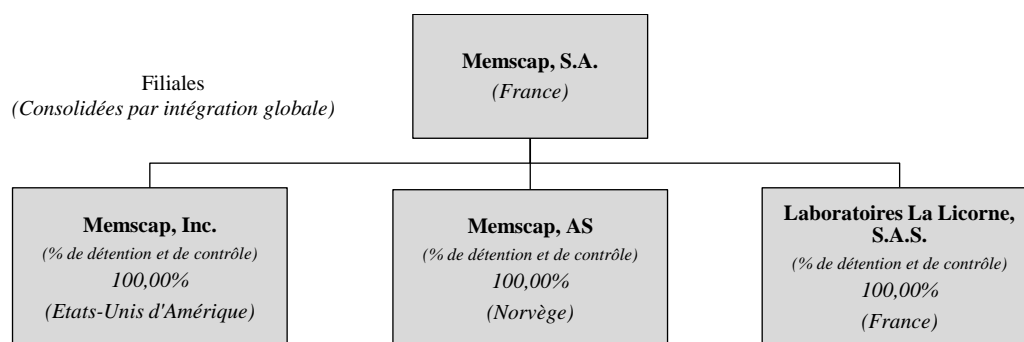 Memscap, S.A.
(France)
Filiales
(Consolidées par intégration globale)
Memscap, Inc.
(% de détention et de contrôle)
100,00%
(Etats-Unis d'Amérique)
Memscap, AS
(% de détention et de contrôle)
100,00%
(Norvège)
Laboratoires La Licorne,
S.A.S.
(% de détention et de contrôle)
100,00%
(France)